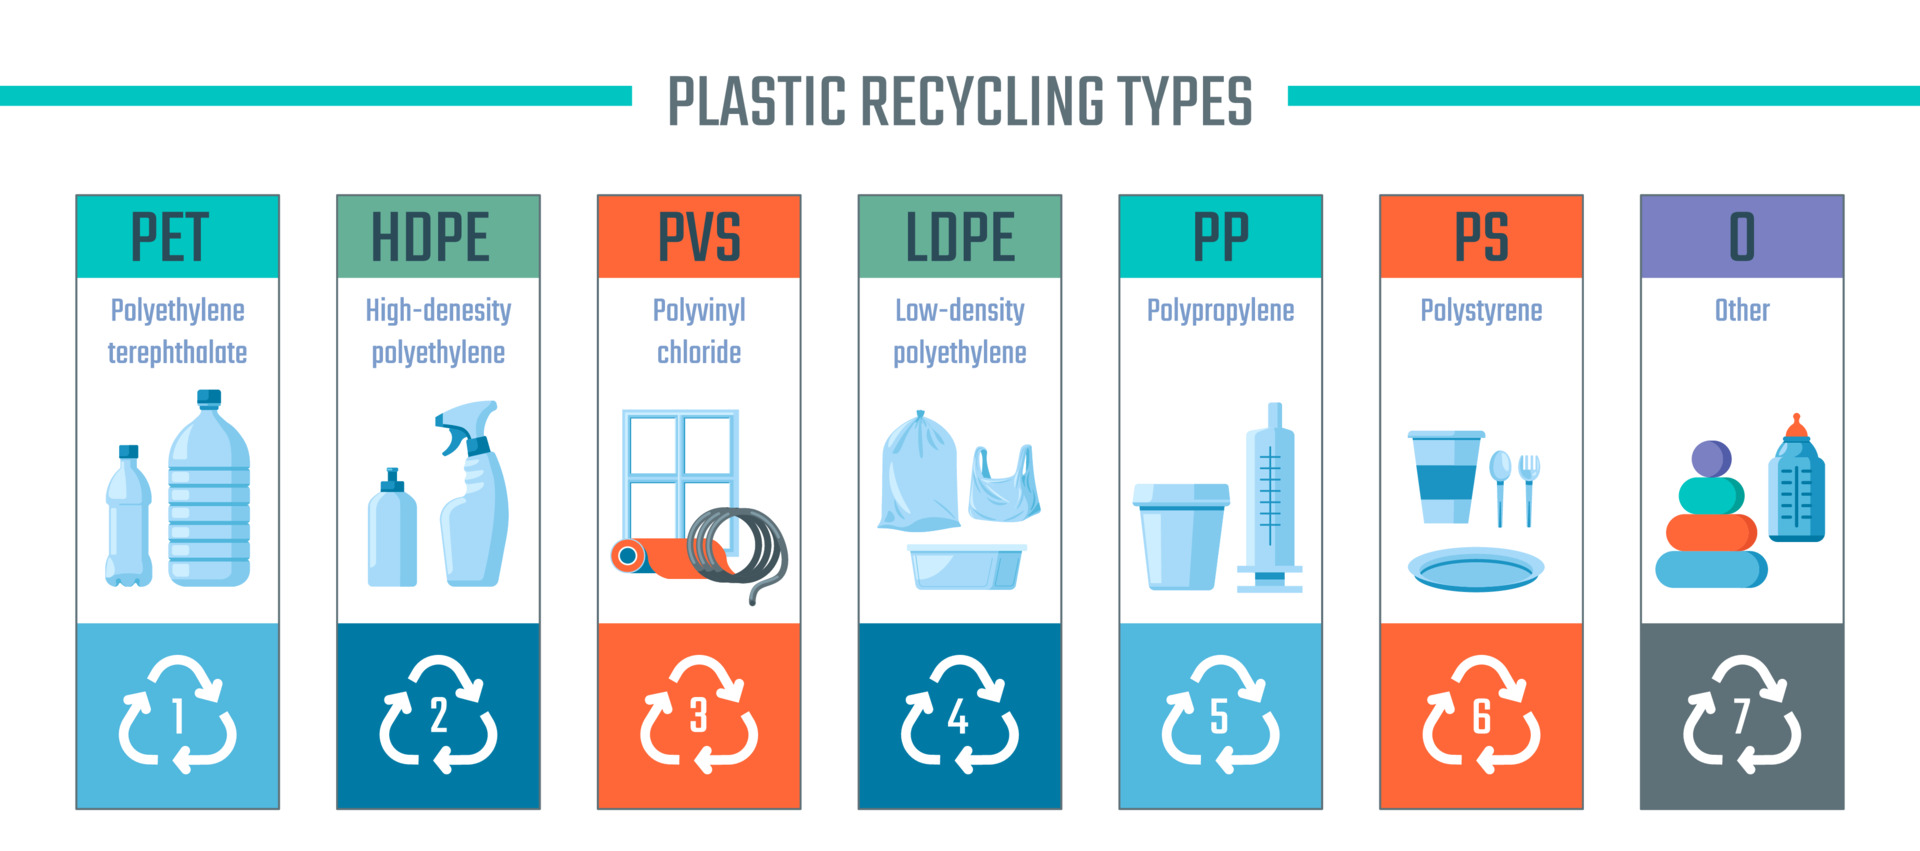 PLASTIC RECYCLING TYPES
PET
Polyethylene
terephthalate
1
HDPE
High-denesity
polyethylene
2
PVS
Polyvinyl
chloride
3
LDPE
Low-density
polyethylene
4
PP
Polypropylene
5
PS
Polystyrene
6
O
Other
7